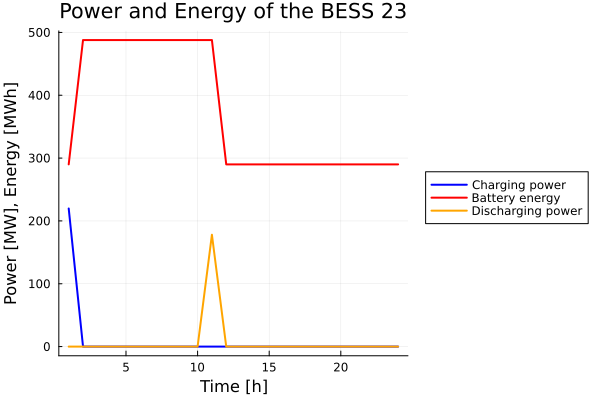 Power and Energy of the BESS 23
Power [MW], Energy [MWh]
500
400
300
200
100
0
5
10
15
20
Time [h]
Charging power
Battery energy
Discharging power